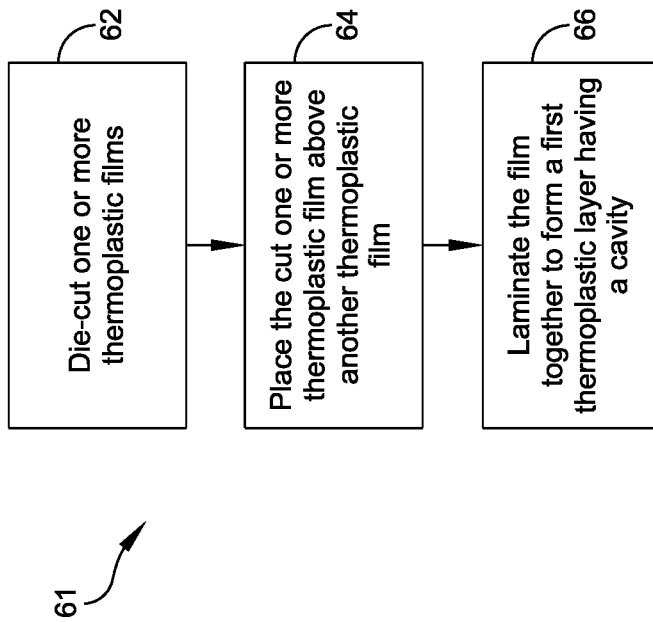 61
62
Die-cut one or more
thermoplastic films
64
Place the cut one or more
thermoplastic film above
another thermoplastic
film
66
Laminate the film
together to form a first
thermoplastic layer having
a cavity